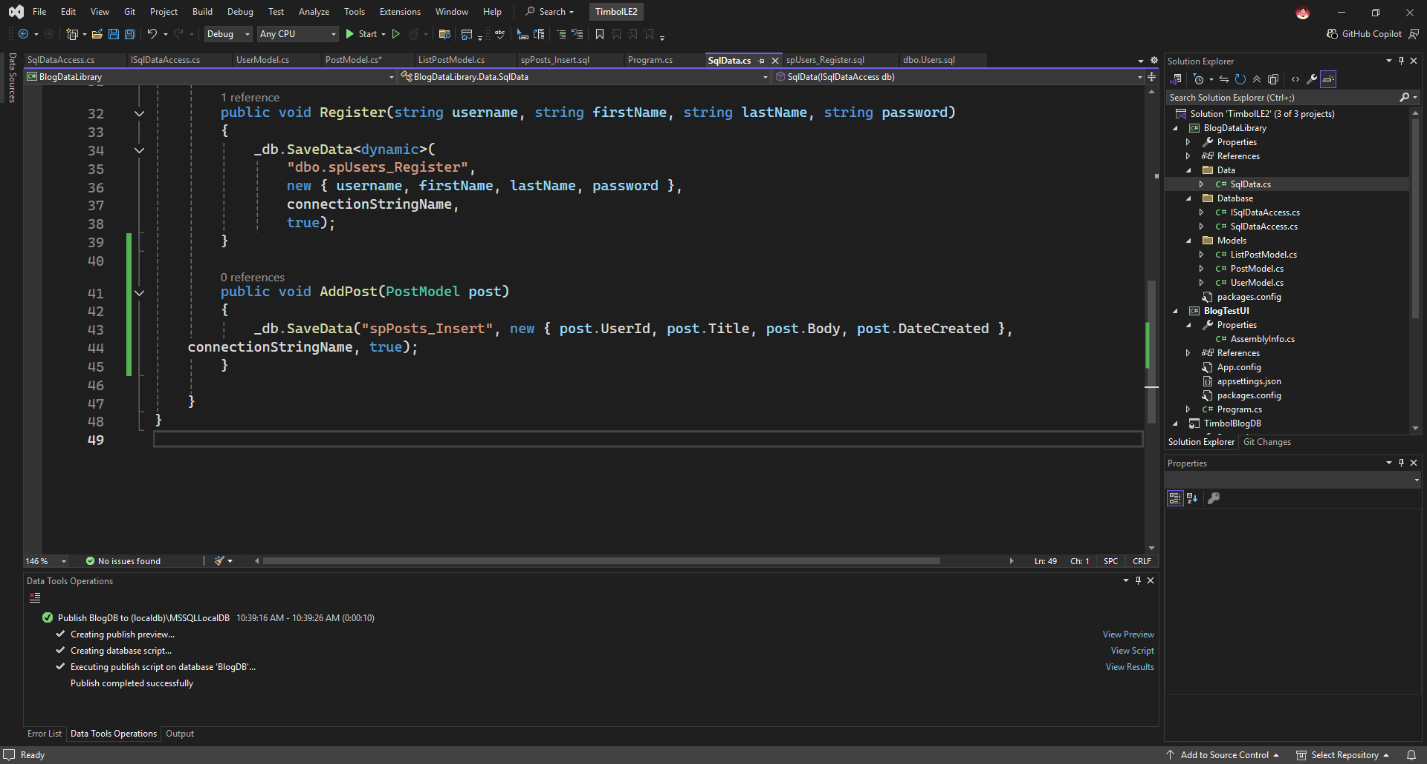 File Edit View Git Project Build Debug Test Analyze Tools Extensions Window Help Search TimbolILE2
Debug Any CPU Start GitHub Copilot
SqlDataAccess.cs ISqlDataAccess.cs UserModel.cs PostModel.cs* ListPostModel.cs spPosts_Insert.sql Program.cs SqlData.cs spUsers_Register.sql dbo.Users.sql
BlogDataLibrary BlogDataLibrary.Data.SqlData SqlData(ISqlDataAccess db)
Data Sources
1 reference
32 public void Register(string username, string firstName, string lastName, string password)
33 {
34 _db.SaveData<dynamic>(
35 "dbo.spUsers_Register",
36 new { username, firstName, lastName, password },
37 connectionStringName,
38 true);
39 }
40
0 references
41 public void AddPost(PostModel post)
42 {
43 _db.SaveData("spPosts_Insert", new { post.UserId, post.Title, post.Body, post.DateCreated },
44 connectionStringName, true);
45 }
46
47 }
48 }
49
146 % No issues found Ln: 49 Ch: 1 SPC CRLF
Data Tools Operations
Publish BlogDB to (localdb)\MSSQLLocalDB 10:39:16 AM - 10:39:26 AM (0:00:10)
Creating publish preview... View Preview
Creating database script... View Script
Executing publish script on database 'BlogDB'... View Results
Publish completed successfully
Error List Data Tools Operations Output
Solution Explorer
Search Solution Explorer (Ctrl+;)
Solution 'TimbolILE2' (3 of 3 projects)
BlogDataLibrary
Properties
References
Data
SqlData.cs
Database
ISqlDataAccess.cs
SqlDataAccess.cs
Models
ListPostModel.cs
PostModel.cs
UserModel.cs
packages.config
BlogTestUI
Properties
AssemblyInfo.cs
References
App.config
appsettings.json
packages.config
Program.cs
TimbolBlogDB
Solution Explorer Git Changes
Properties
Ready Add to Source Control Select Repository